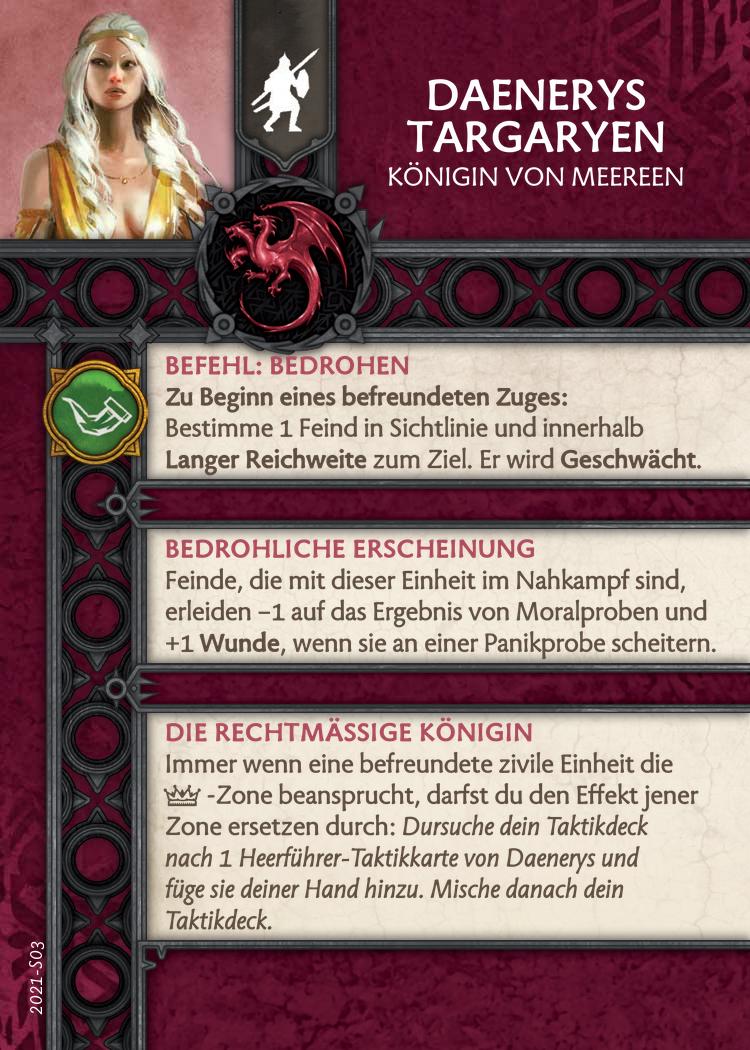 DAENERYS
TARGARYEN
KÖNIGIN VON MEEREEN
BEFEHL: BEDROHEN
Zu Beginn eines befreundeten Zuges:
Bestimme 1 Feind in Sichtlinie und innerhalb
Langer Reichweite zum Ziel. Er wird Geschwächt.
BEDROHLICHE ERSCHEINUNG
Feinde, die mit dieser Einheit im Nahkampf sind,
erleiden −1 auf das Ergebnis von Moralproben und
+1 Wunde, wenn sie an einer Panikprobe scheitern.
DIE RECHTMÄSSIGE KÖNIGIN
Immer wenn eine befreundete zivile Einheit die
-Zone beansprucht, darfst du den Effekt jener
Zone ersetzen durch: Dursuche dein Taktikdeck
nach 1 Heerführer-Taktikkarte von Daenerys und
füge sie deiner Hand hinzu. Mische danach dein
Taktikdeck.
2021-S03